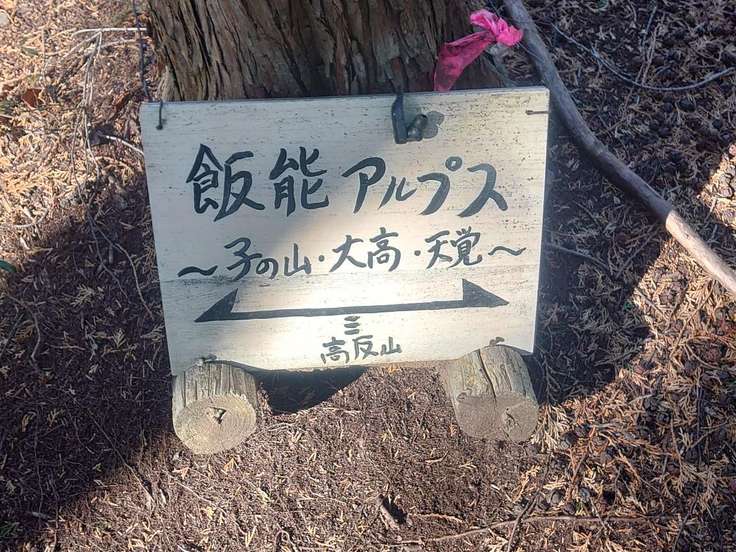 飯能アルプス
～子の山・大高・天覚～
高反山